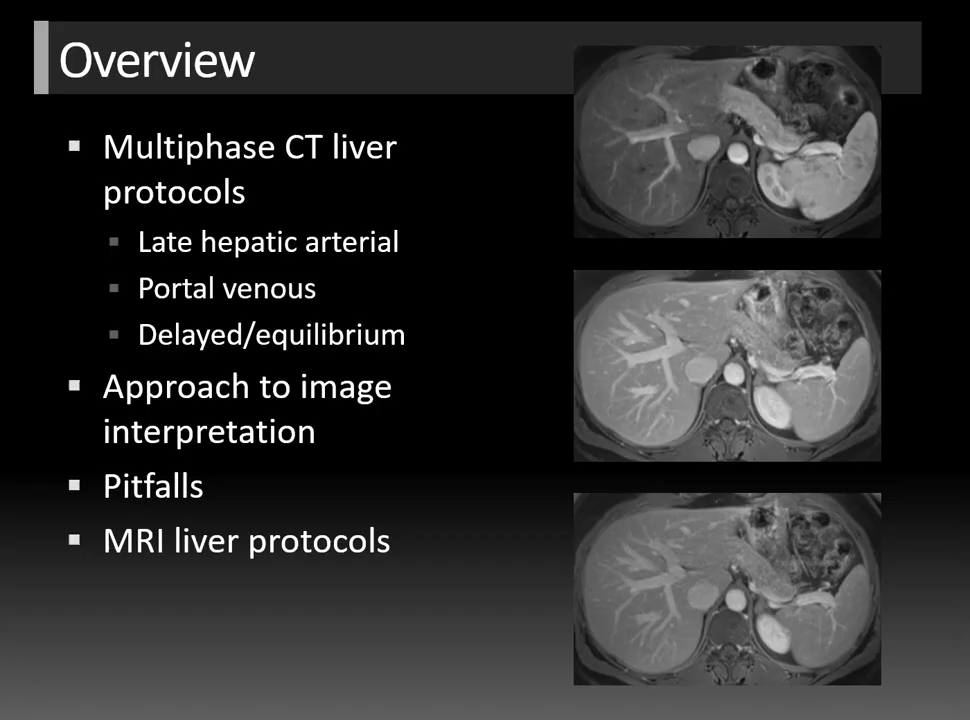 Overview
▪ Multiphase CT liver
protocols
▪ Late hepatic arterial
▪ Portal venous
▪ Delayed/equilibrium
▪ Approach to image
interpretation
▪ Pitfalls
▪ MRI liver protocols